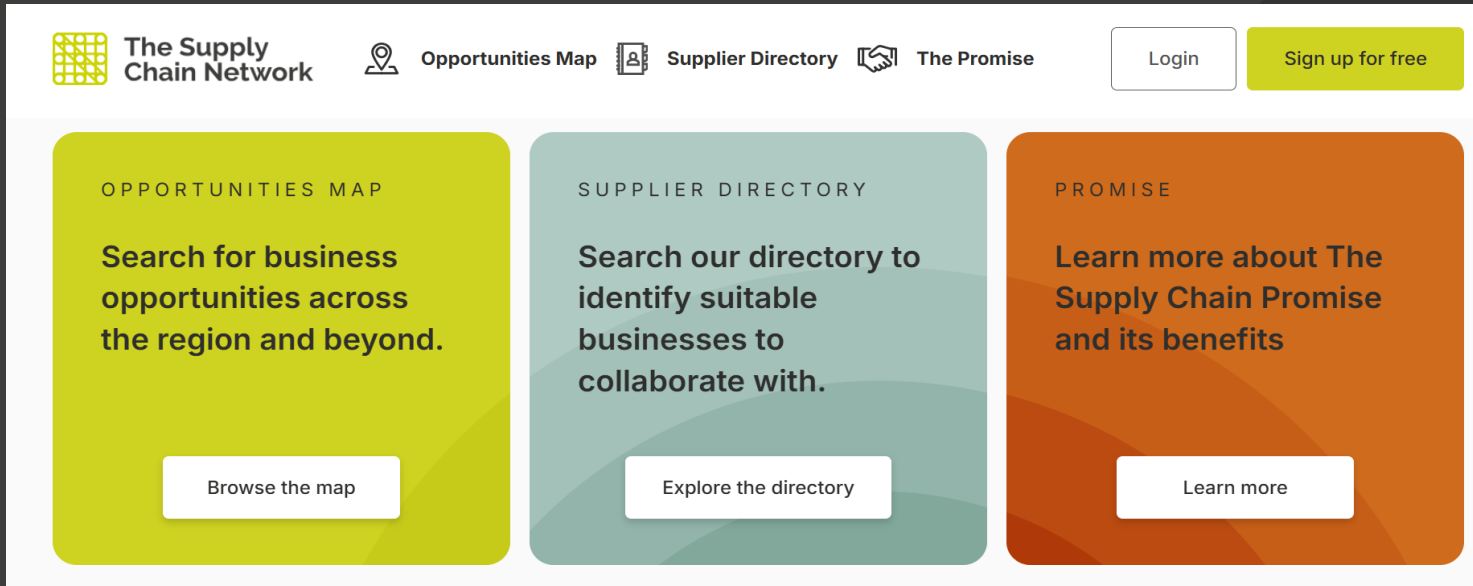 The Supply
Chain Network
Opportunities Map
Supplier Directory
The Promise
Login
Sign up for free
OPPORTUNITIES MAP
Search for business
opportunities across
the region and beyond.
Browse the map
SUPPLIER DIRECTORY
Search our directory to
identify suitable
businesses to
collaborate with.
Explore the directory
PROMISE
Learn more about The
Supply Chain Promise
and its benefits
Learn more